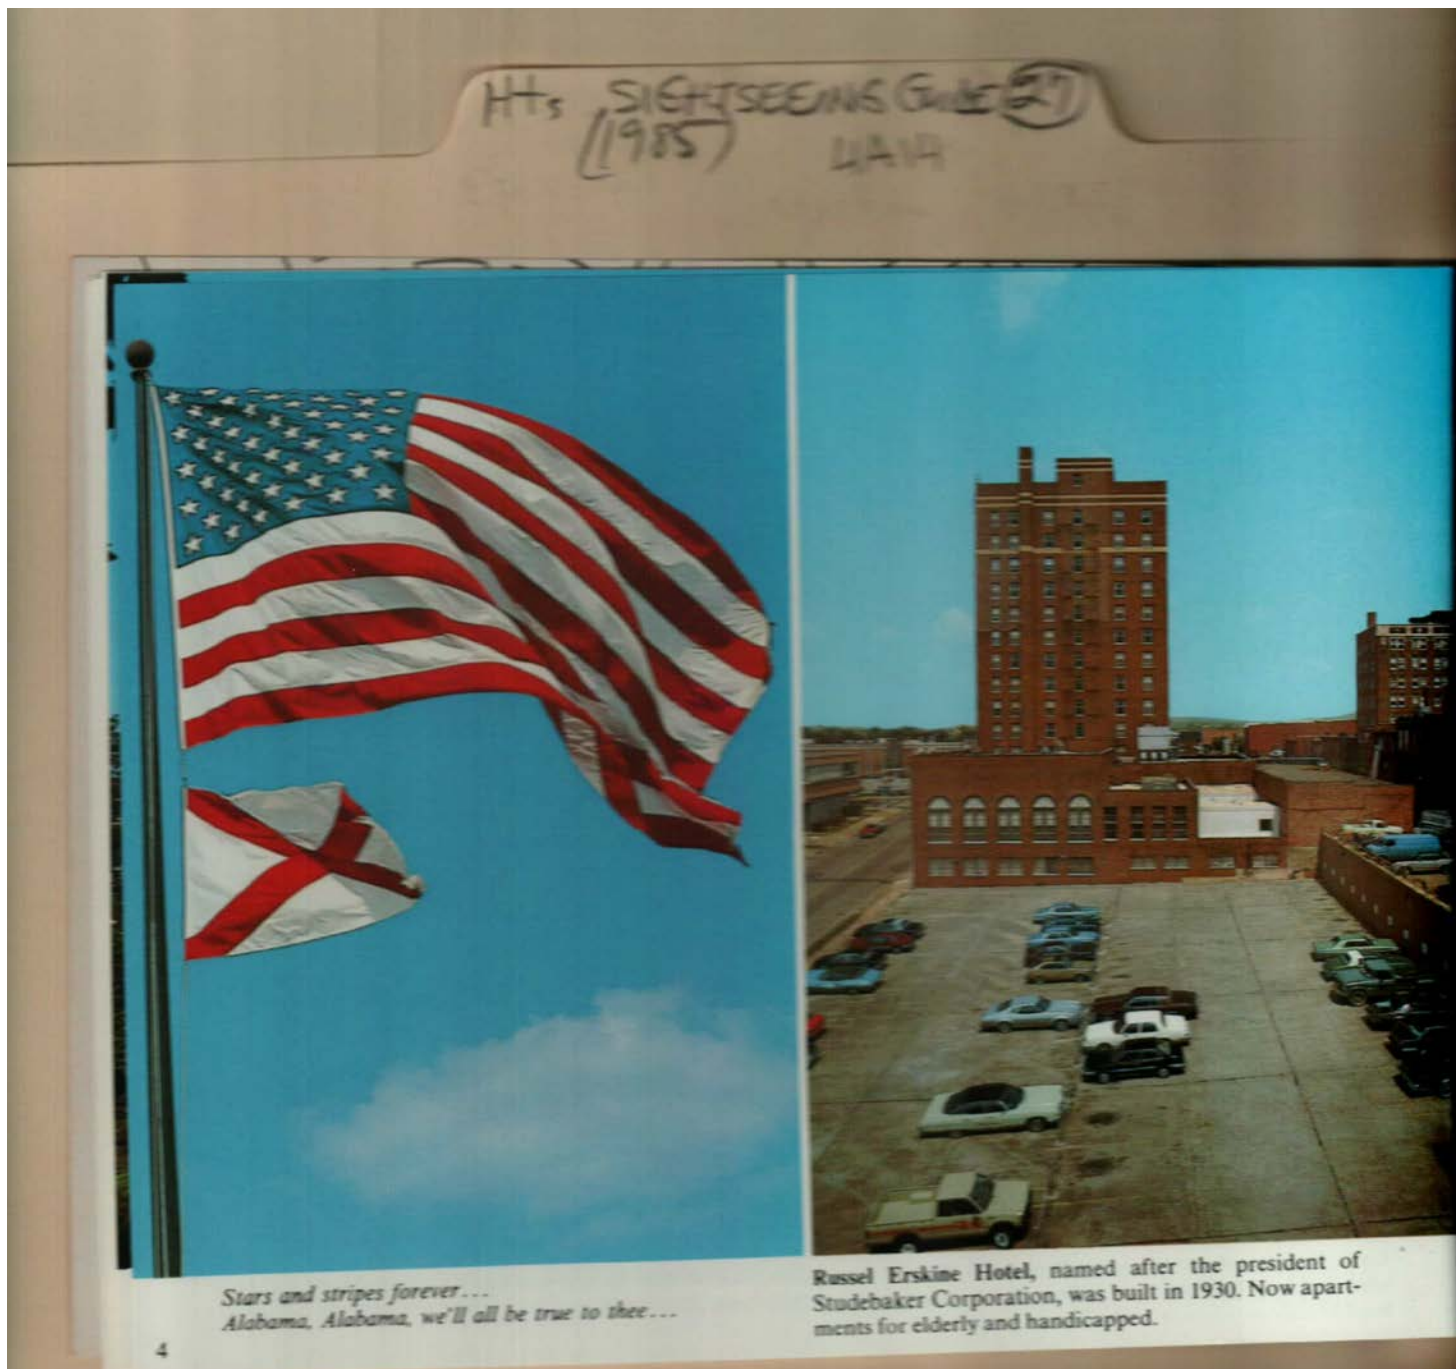 Hts SIGHTSEEING GUIDE 27
(1985) UAH
Stars and stripes forever...
Alabama, Alabama, we'll all be true to thee...
Russel Erskine Hotel, named after the president of
Studebaker Corporation, was built in 1930. Now apart-
ments for elderly and handicapped.
4